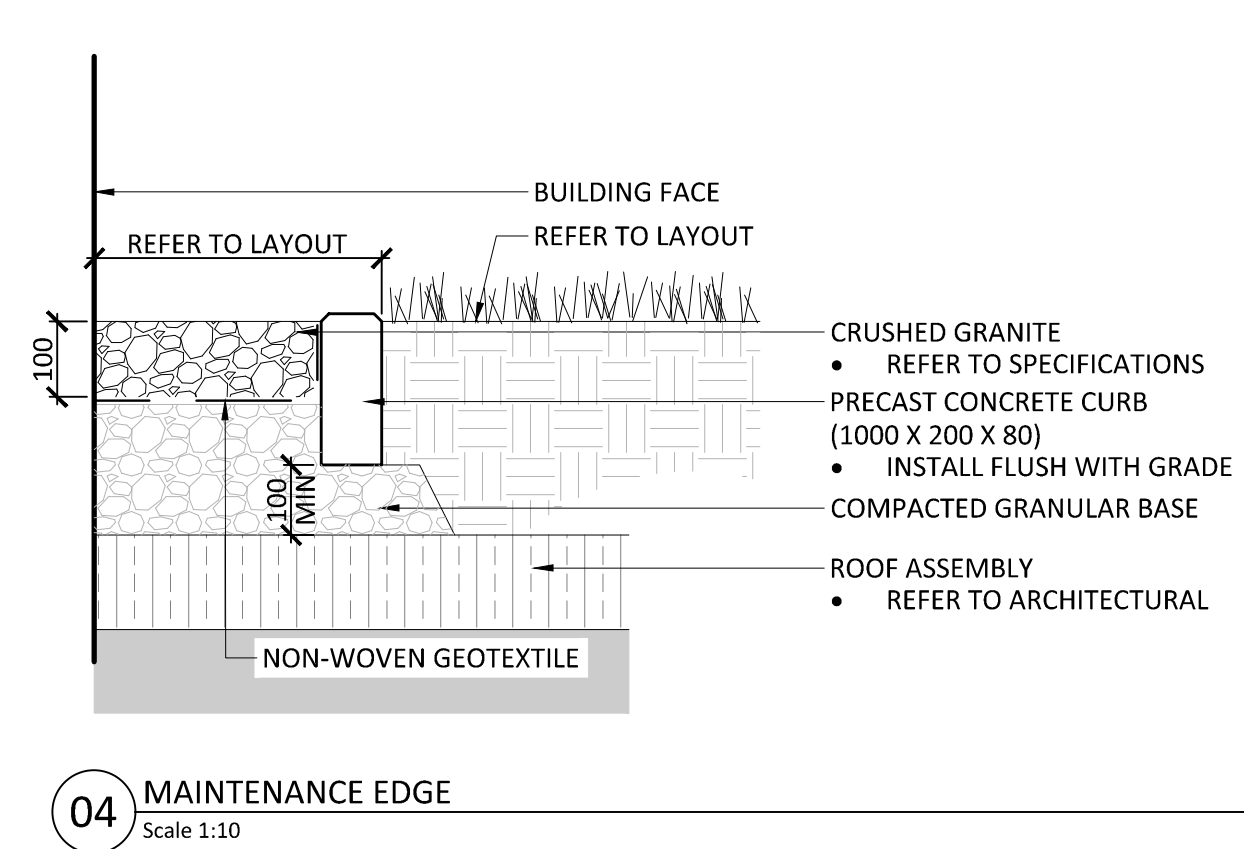 BUILDING FACE
REFER TO LAYOUT
REFER TO LAYOUT
100
CRUSHED GRANITE
• REFER TO SPECIFICATIONS
PRECAST CONCRETE CURB
(1000 X 200 X 80)
• INSTALL FLUSH WITH GRADE
100
MIN
COMPACTED GRANULAR BASE
ROOF ASSEMBLY
• REFER TO ARCHITECTURAL
NON-WOVEN GEOTEXTILE
04
MAINTENANCE EDGE
Scale 1:10